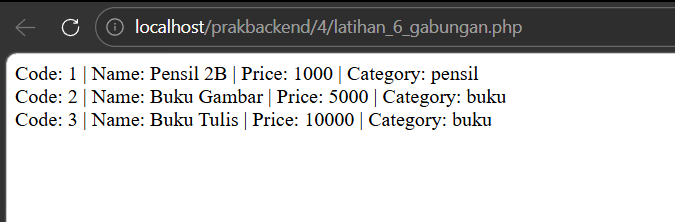 localhost/prakbackend/4/latihan_6_gabungan.php
Code: 1 | Name: Pensil 2B | Price: 1000 | Category: pensil
Code: 2 | Name: Buku Gambar | Price: 5000 | Category: buku
Code: 3 | Name: Buku Tulis | Price: 10000 | Category: buku